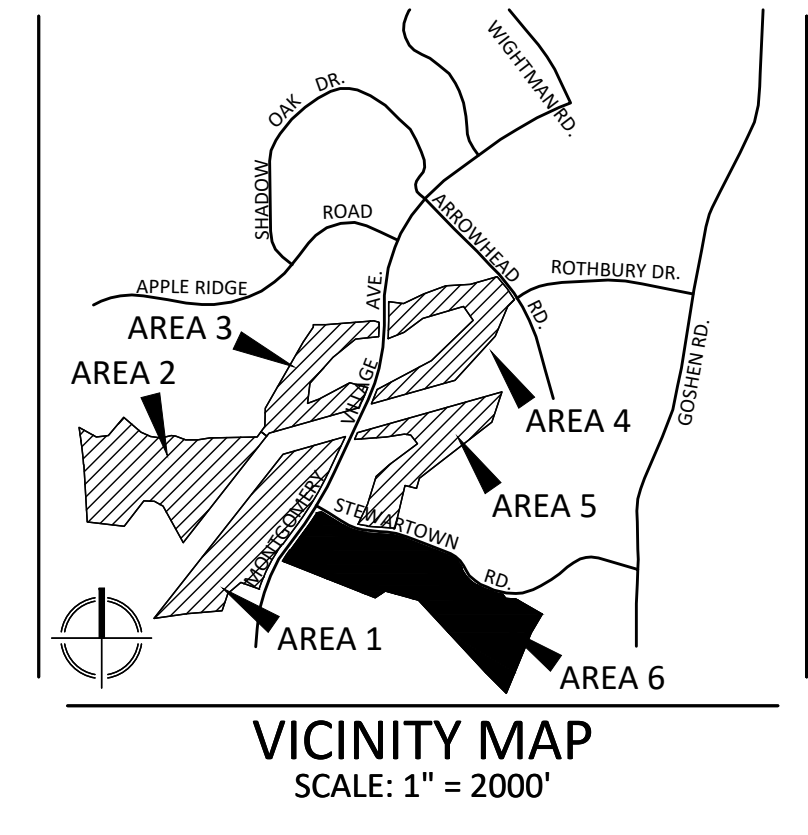 WIGHTMAN RD.
SHADOW OAK DR.
ARROWHEAD RD.
APPLE RIDGE ROAD
ROTHBURY DR.
GOSHEN RD.
MONTGOMERY VILLAGE AVE.
AREA 3
AREA 2
AREA 4
AREA 5
STEWARTOWN RD.
AREA 1
AREA 6
VICINITY MAP
SCALE: 1" = 2000'